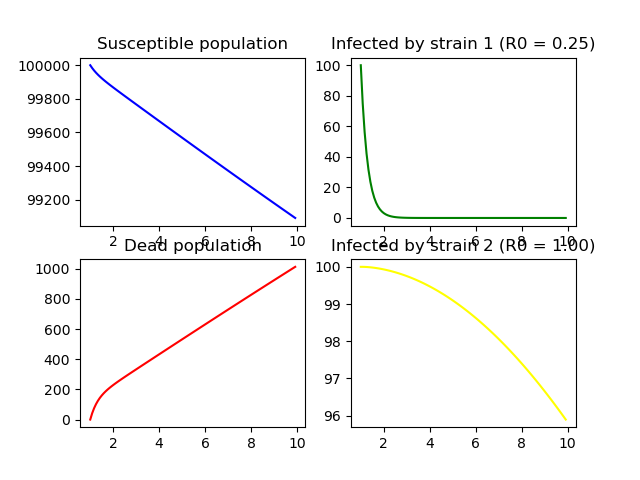 Susceptible population
100000
99800
99600
99400
99200
2 4 6 8 10
Infected by strain 1 (R0 = 0.25)
100
80
60
40
20
0
2 4 6 8 10
Dead population
1000
800
600
400
200
0
2 4 6 8 10
Infected by strain 2 (R0 = 1.00)
100
99
98
97
96
2 4 6 8 10